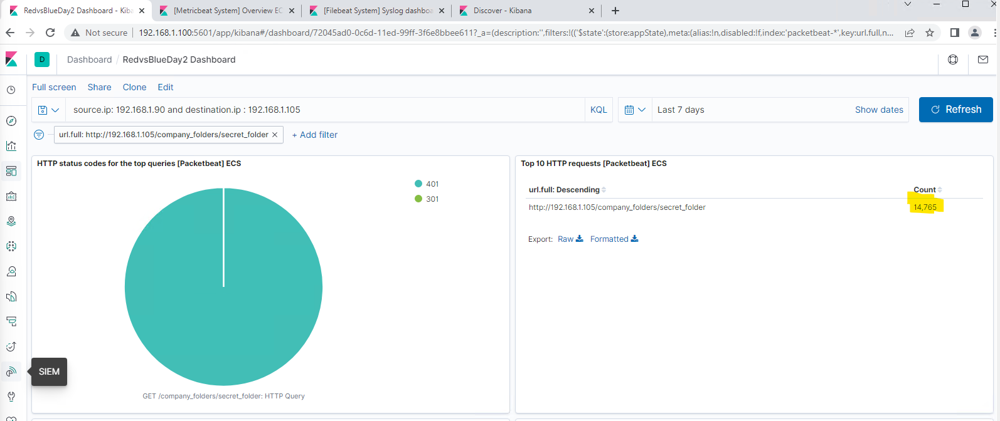 RedvsBlueDay2 Dashboard - Kiba
[Metricbeat System] Overview EC
[Filebeat System] Syslog dashboa
Discover - Kibana
Not secure
192.168.1.100:5601/app/kibana#/dashboard/72045ad0-0c6d-11ed-99ff-3f6e8bbee611?_a=(description:'',filters:!(('$state':(store:appState),meta:(alias:!n,disabled:!f,index:'packetbeat-*',key:url.full,n...
D
Dashboard / RedvsBlueDay2 Dashboard
Full screen Share Clone Edit
source.ip: 192.168.1.90 and destination.ip : 192.168.1.105
KQL
Last 7 days
Show dates
Refresh
url.full: http://192.168.1.105/company_folders/secret_folder
+ Add filter
HTTP status codes for the top queries [Packetbeat] ECS
401
301
GET /company_folders/secret_folder: HTTP Query
Top 10 HTTP requests [Packetbeat] ECS
url.full: Descending Count
http://192.168.1.105/company_folders/secret_folder 14,765
Export: Raw Formatted
SIEM